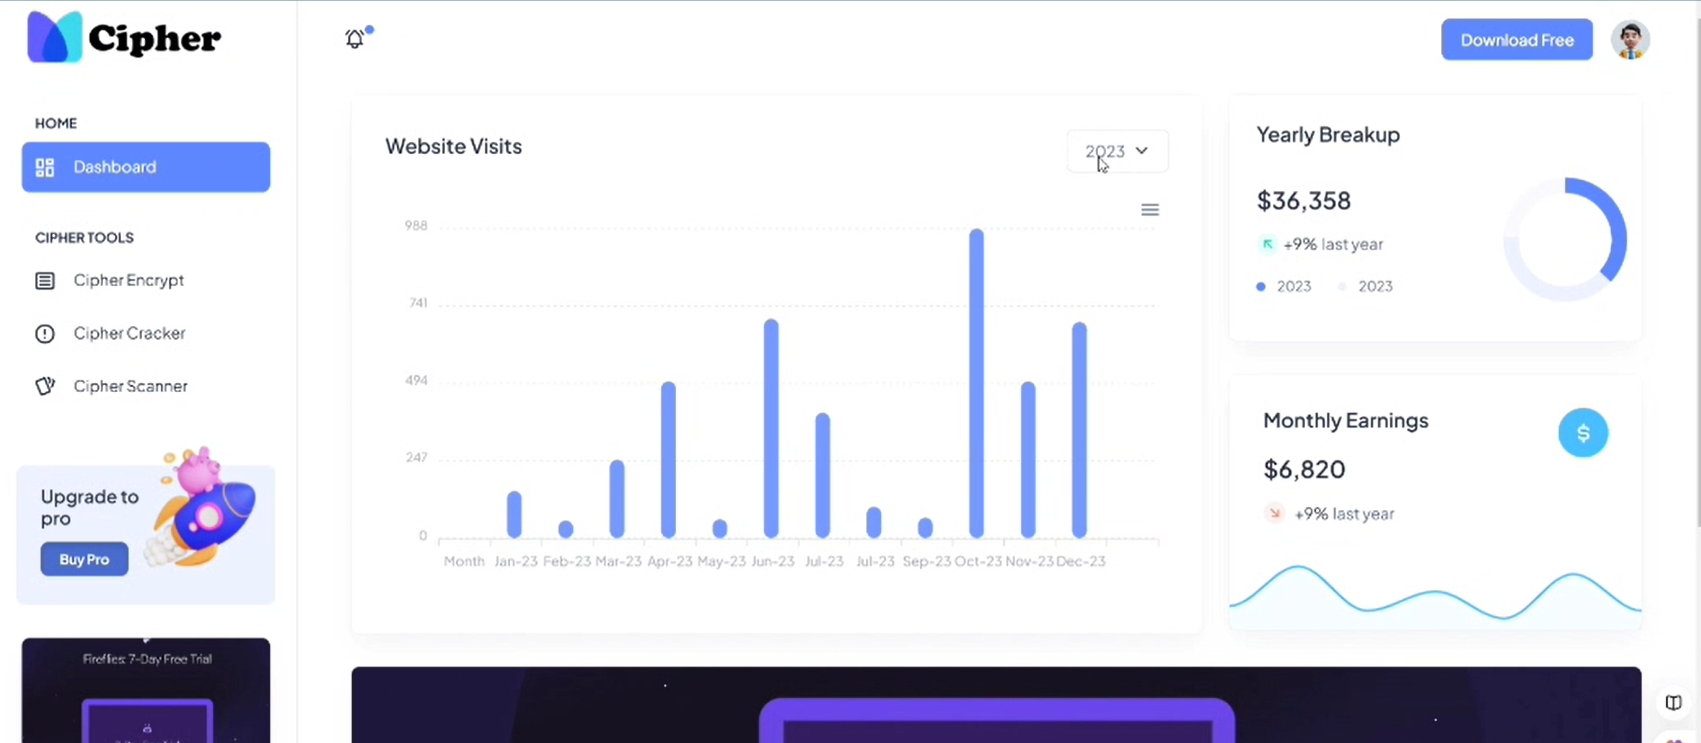 Cipher
Download Free
HOME
Dashboard
CIPHER TOOLS
Cipher Encrypt
Cipher Cracker
Cipher Scanner
Upgrade to
pro
Buy Pro
Fireflies: 7-Day Free Trial
Website Visits
2023
988
741
494
247
0
Month Jan-23 Feb-23 Mar-23 Apr-23 May-23 Jun-23 Jul-23 Jul-23 Sep-23 Oct-23 Nov-23 Dec-23
Yearly Breakup
$36,358
+9% last year
2023 2023
Monthly Earnings
$
$6,820
+9% last year